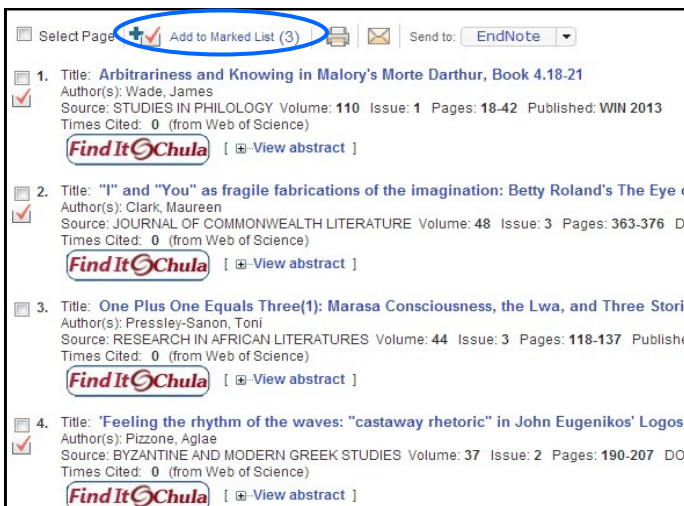 Select Page Add to Marked List (3) Send to: EndNote
1. Title: Arbitrariness and Knowing in Malory's Morte Darthur, Book 4.18-21
Author(s): Wade, James
Source: STUDIES IN PHILOLOGY Volume: 110 Issue: 1 Pages: 18-42 Published: WIN 2013
Times Cited: 0 (from Web of Science)
Find It@Chula [ View abstract ]
2. Title: "I" and "You" as fragile fabrications of the imagination: Betty Roland's The Eye
Author(s): Clark, Maureen
Source: JOURNAL OF COMMONWEALTH LITERATURE Volume: 48 Issue: 3 Pages: 363-376 D
Times Cited: 0 (from Web of Science)
Find It@Chula [ View abstract ]
3. Title: One Plus One Equals Three(1): Marasa Consciousness, the Lwa, and Three Stori
Author(s): Pressley-Sanon, Toni
Source: RESEARCH IN AFRICAN LITERATURES Volume: 44 Issue: 3 Pages: 118-137 Publishe
Times Cited: 0 (from Web of Science)
Find It@Chula [ View abstract ]
4. Title: 'Feeling the rhythm of the waves: "castaway rhetoric" in John Eugenikos' Logos
Author(s): Pizzone, Aglae
Source: BYZANTINE AND MODERN GREEK STUDIES Volume: 37 Issue: 2 Pages: 190-207 DO
Times Cited: 0 (from Web of Science)
Find It@Chula [ View abstract ]